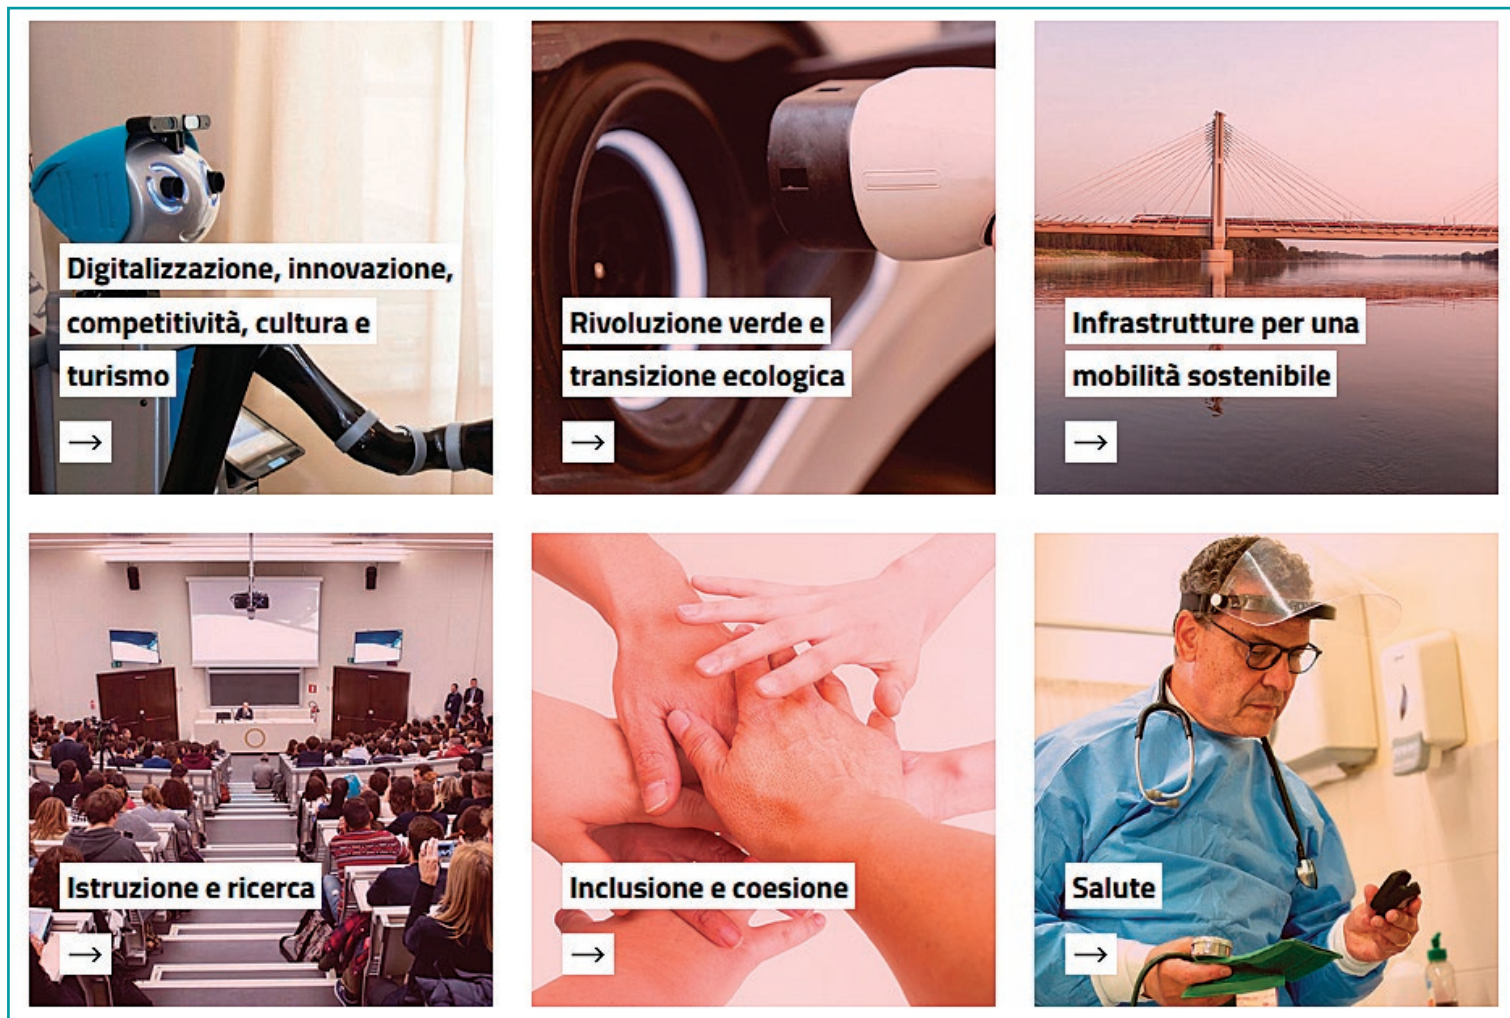 Digitalizzazione, innovazione,
competitività, cultura e
turismo
Rivoluzione verde e
transizione ecologica
Infrastrutture per una
mobilità sostenibile
Istruzione e ricerca
Inclusione e coesione
Salute